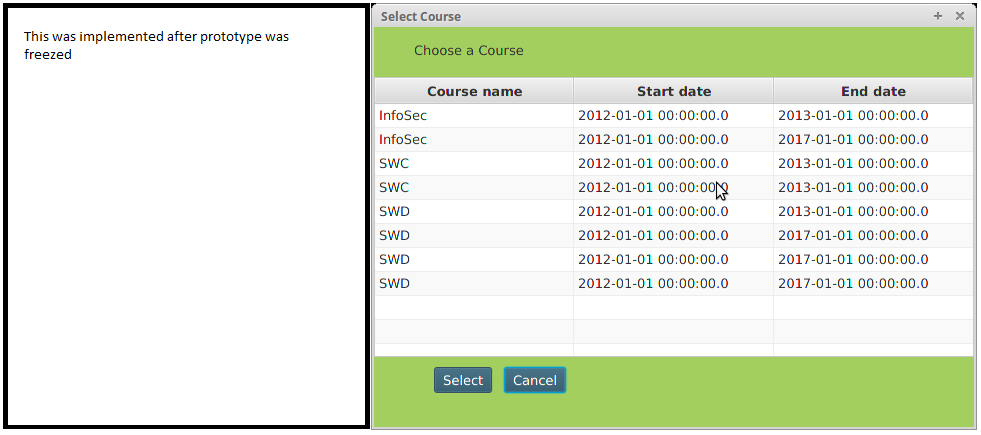 This was implemented after prototype was
freezed
Select Course
Choose a Course
Course name Start date End date
InfoSec 2012-01-01 00:00:00.0 2013-01-01 00:00:00.0
InfoSec 2012-01-01 00:00:00.0 2017-01-01 00:00:00.0
SWC 2012-01-01 00:00:00.0 2013-01-01 00:00:00.0
SWC 2012-01-01 00:00:00.0 2013-01-01 00:00:00.0
SWD 2012-01-01 00:00:00.0 2013-01-01 00:00:00.0
SWD 2012-01-01 00:00:00.0 2017-01-01 00:00:00.0
SWD 2012-01-01 00:00:00.0 2017-01-01 00:00:00.0
SWD 2012-01-01 00:00:00.0 2017-01-01 00:00:00.0
Select Cancel